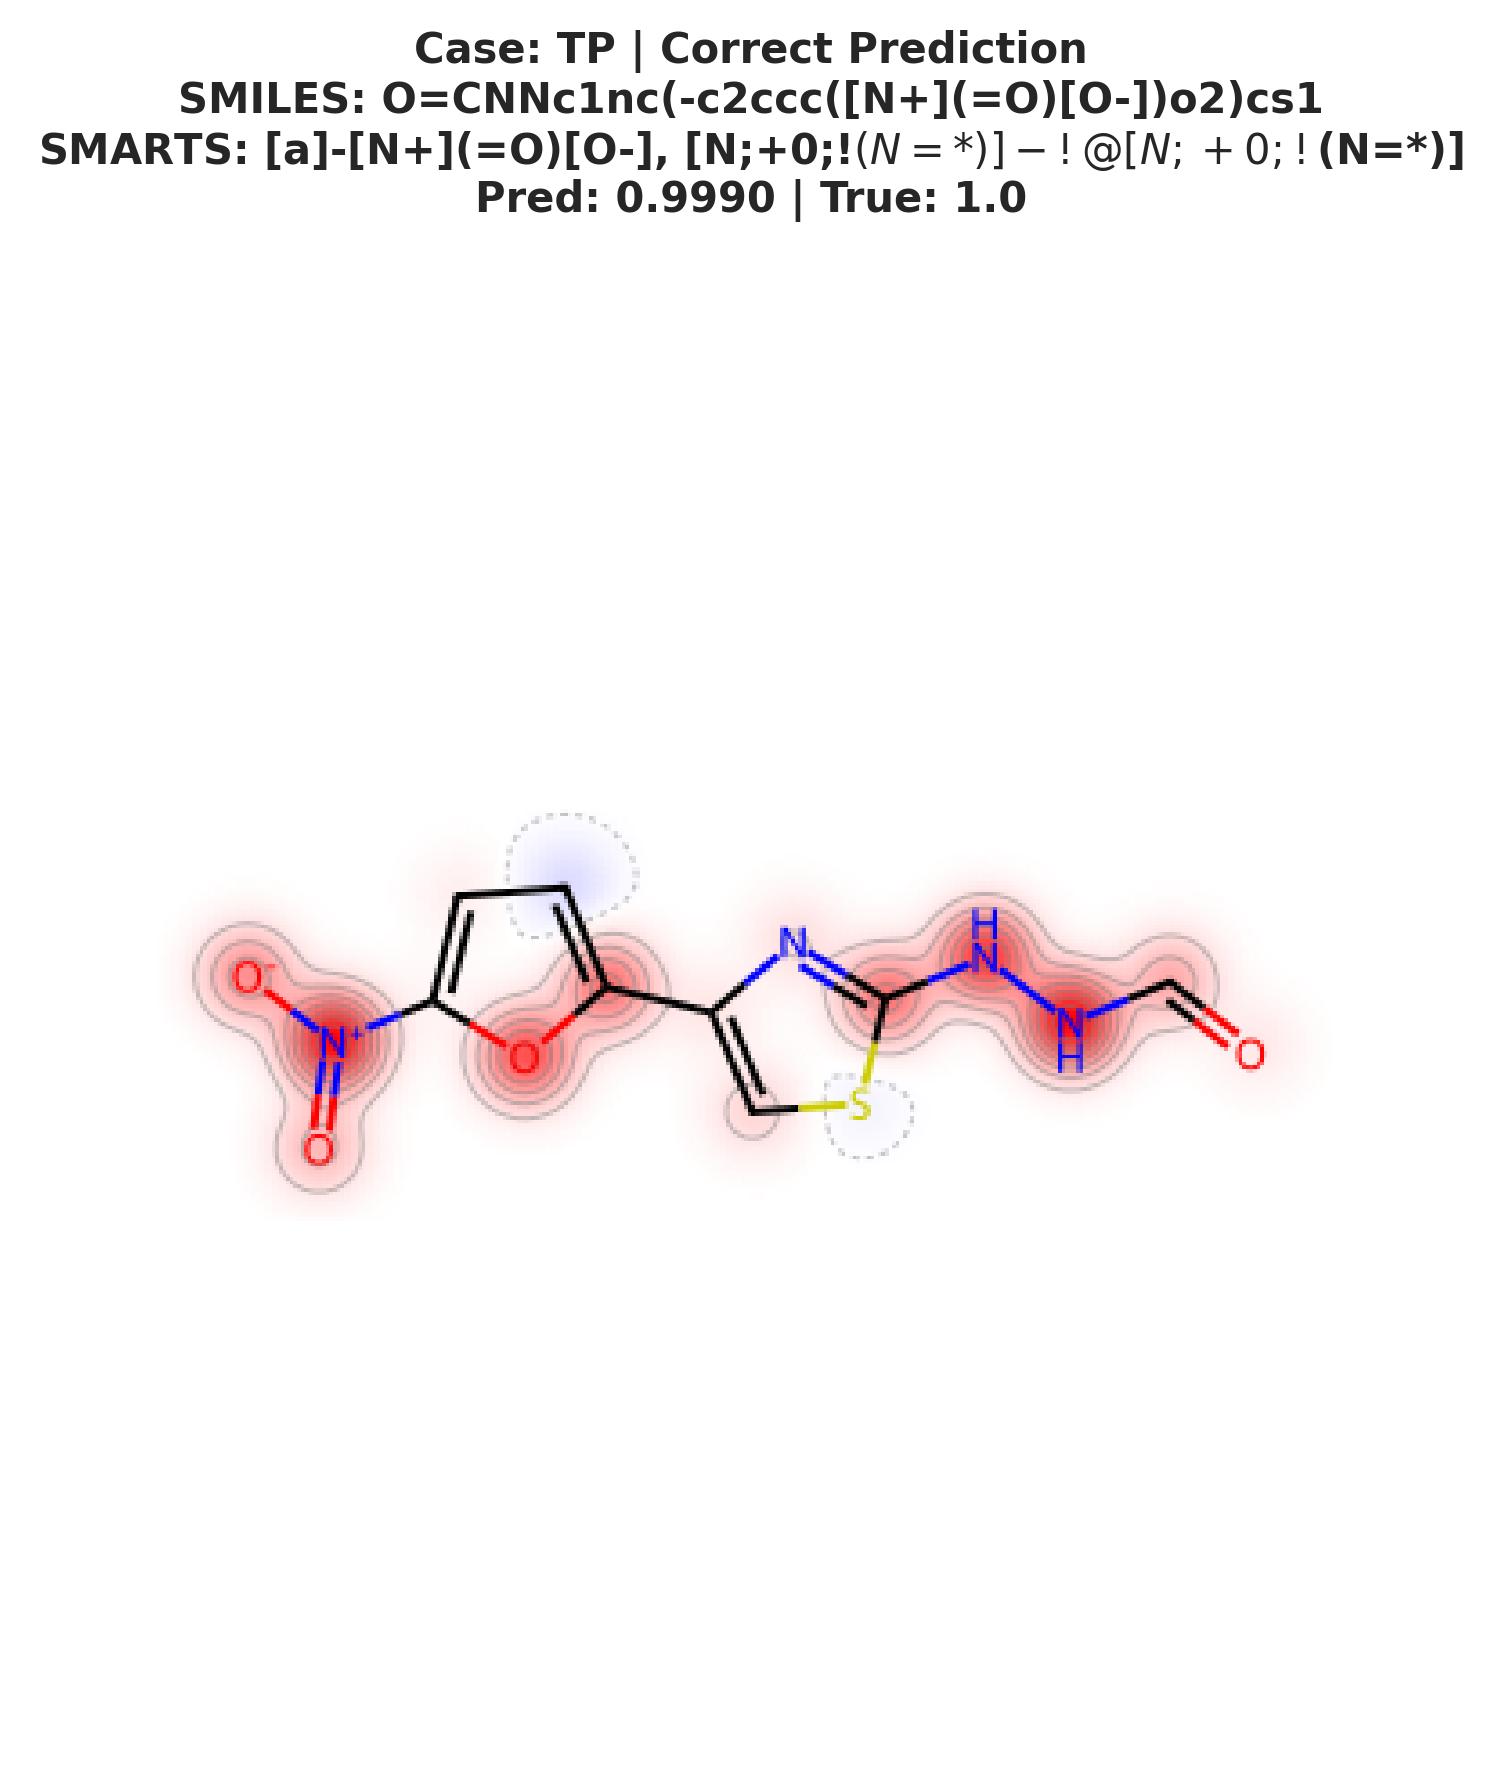 Case: TP | Correct Prediction
SMILES: O=CNNc1nc(-c2ccc([N+](=O)[O-])o2)cs1
SMARTS: [a]-[N+](=O)[O-], [N;+0;!(N = *)] − ! @[N; + 0; ! (N=*)]
Pred: 0.9990 | True: 1.0
O⁻
N⁺
O
O
N
S
H
N
N
H
O